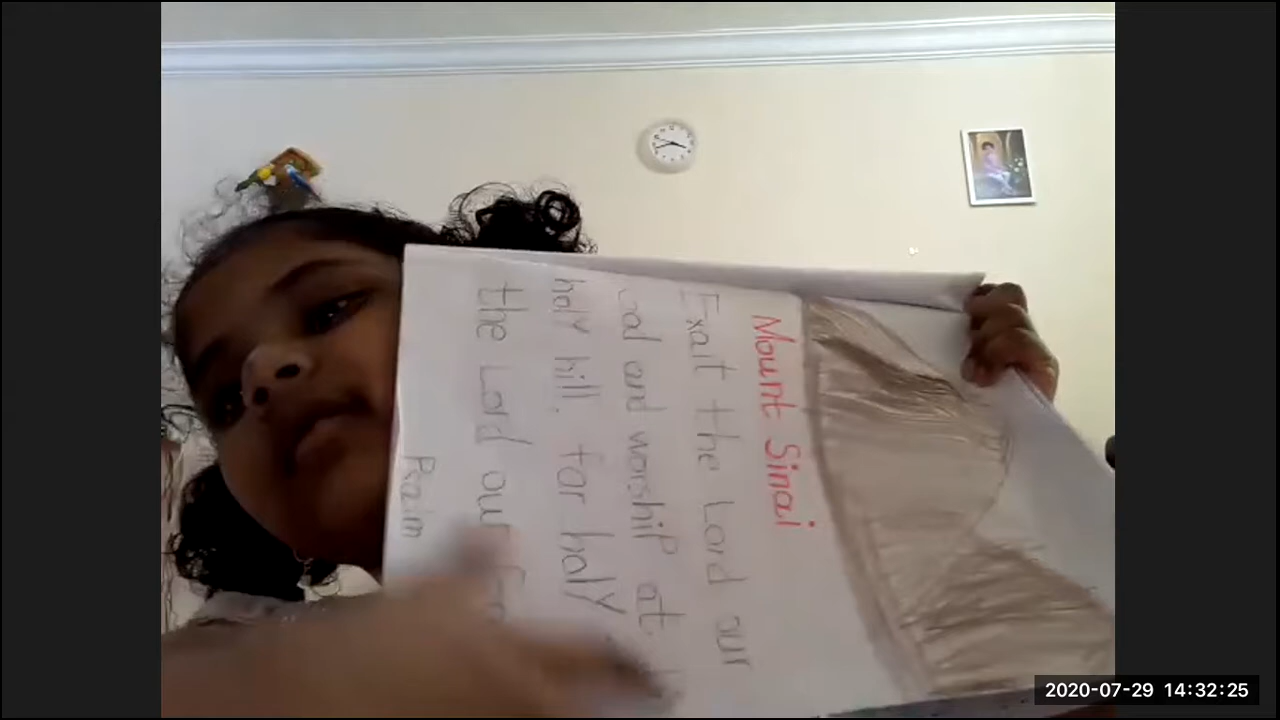 Mount Sinai
Exalt the Lord our
God and worship at
holy hill. for holy
the Lord our
Psalm
2020-07-29 14:32:25